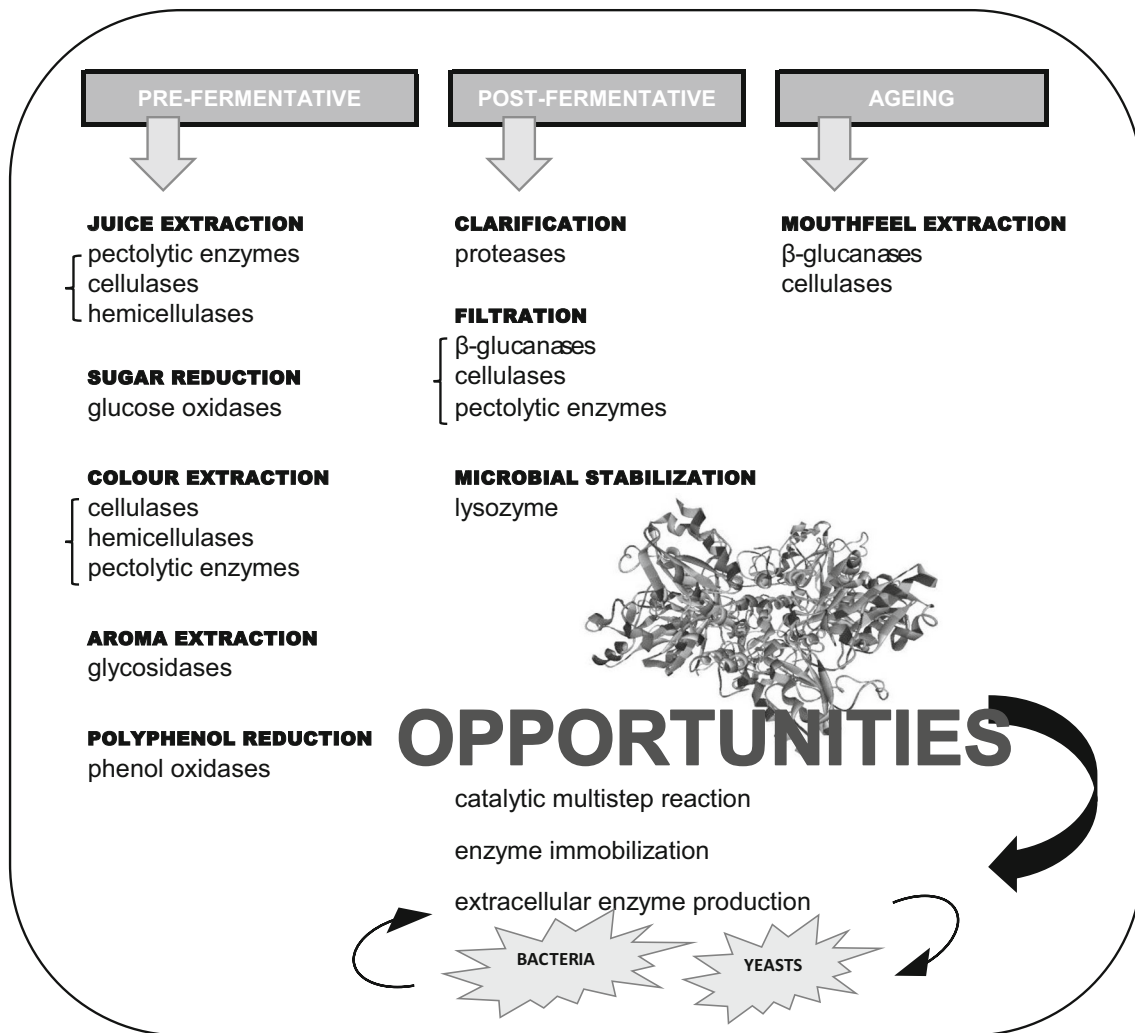 PRE-FERMENTATIVE
JUICE EXTRACTION
pectolytic enzymes
cellulases
hemicellulases
SUGAR REDUCTION
glucose oxidases
COLOUR EXTRACTION
cellulases
hemicellulases
pectolytic enzymes
AROMA EXTRACTION
glycosidases
POLYPHENOL REDUCTION
phenol oxidases
POST-FERMENTATIVE
CLARIFICATION
proteases
FILTRATION
β-glucanases
cellulases
pectolytic enzymes
MICROBIAL STABILIZATION
lysozyme
AGEING
MOUTHFEEL EXTRACTION
β-glucanases
cellulases
OPPORTUNITIES
catalytic multistep reaction
enzyme immobilization
extracellular enzyme production
BACTERIA
YEASTS